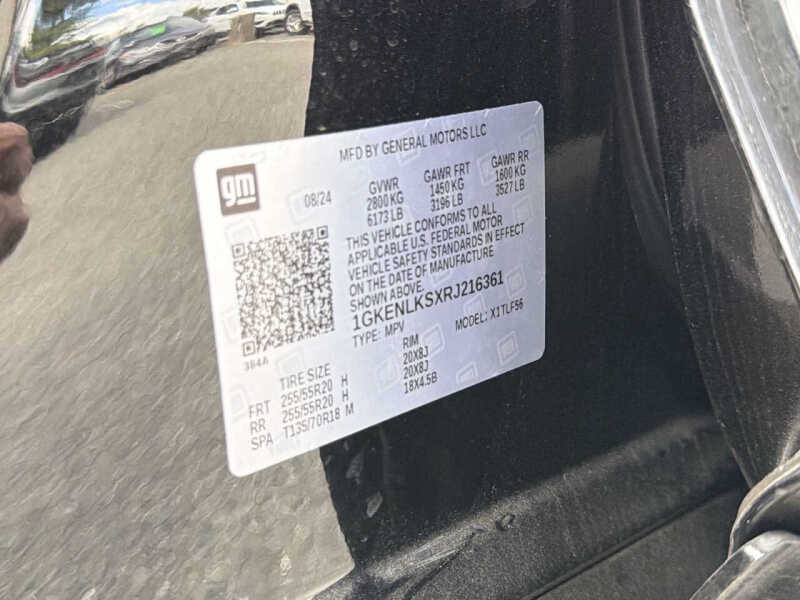 MFD BY GENERAL MOTORS LLC
gm
08/24
GVWR GAWR FRT GAWR RR
2800 KG 1450 KG 1600 KG
6173 LB 3196 LB 3527 LB
THIS VEHICLE CONFORMS TO ALL
APPLICABLE U.S. FEDERAL MOTOR
VEHICLE SAFETY STANDARDS IN EFFECT
ON THE DATE OF MANUFACTURE
SHOWN ABOVE.
1GKENLKSXRJ216361
TYPE: MPV MODEL: X1TLF56
384A
TIRE SIZE RIM
FRT 255/55R20 H 20X8J
RR 255/55R20 H 20X8J
SPA T135/70R18 M 18X4.5B